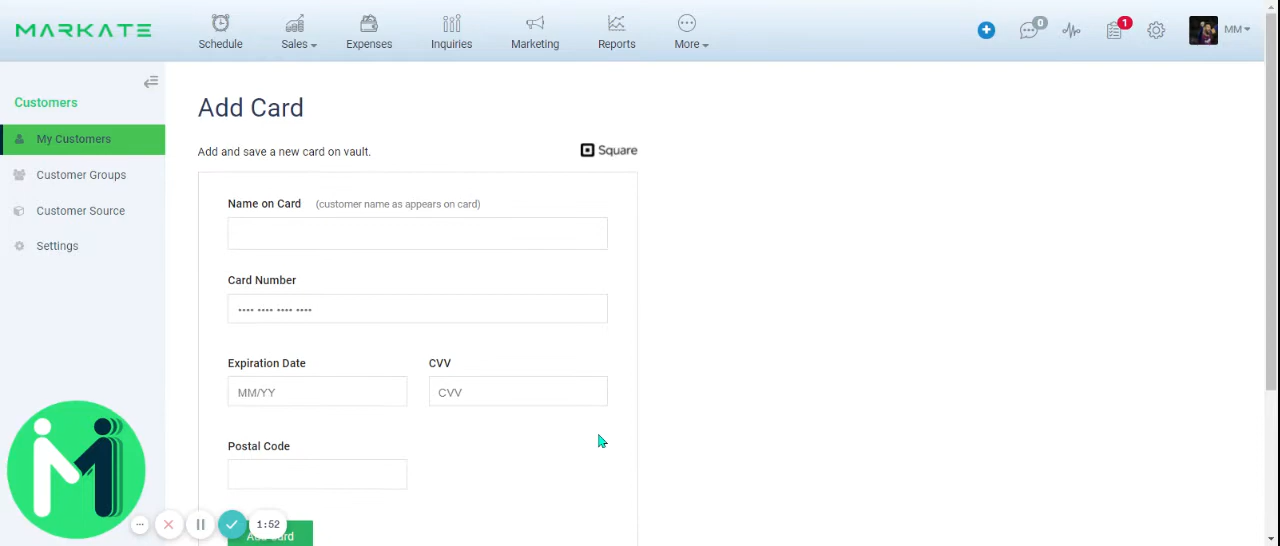 MARKATE
Schedule
Sales
Expenses
Inquiries
Marketing
Reports
More
0
1
MM
Customers
My Customers
Customer Groups
Customer Source
Settings
Add Card
Add and save a new card on vault.
Square
Name on Card (customer name as appears on card)
Card Number
•••• •••• •••• ••••
Expiration Date
CVV
MM/YY
CVV
Postal Code
1:52
Add Card